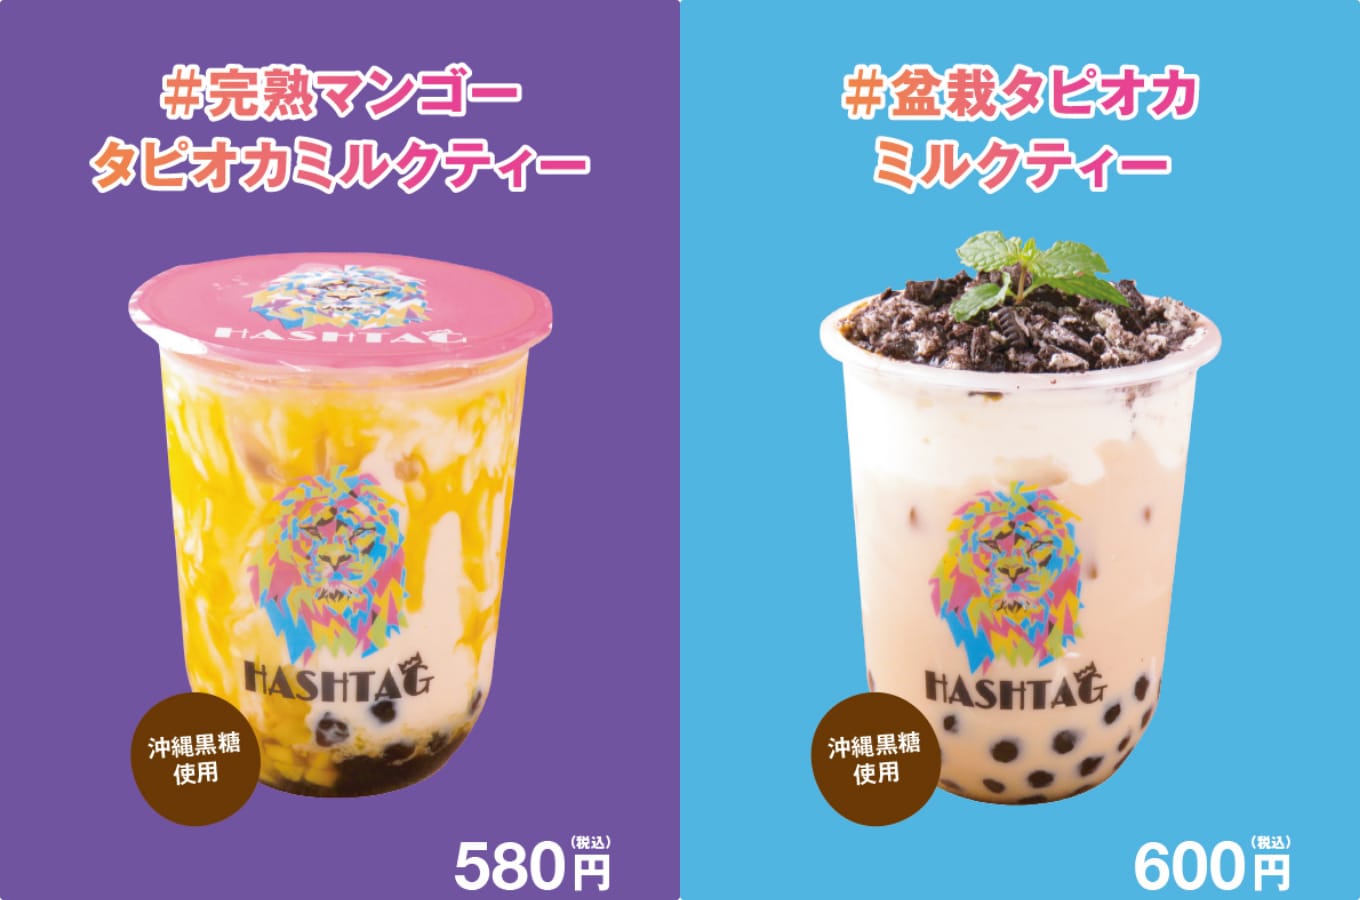 #完熟マンゴー
タピオカミルクティー
HASHTAG
HASHTAG
沖縄黒糖
使用
580円(税込)
#盆栽タピオカ
ミルクティー
HASHTAG
沖縄黒糖
使用
600円(税込)